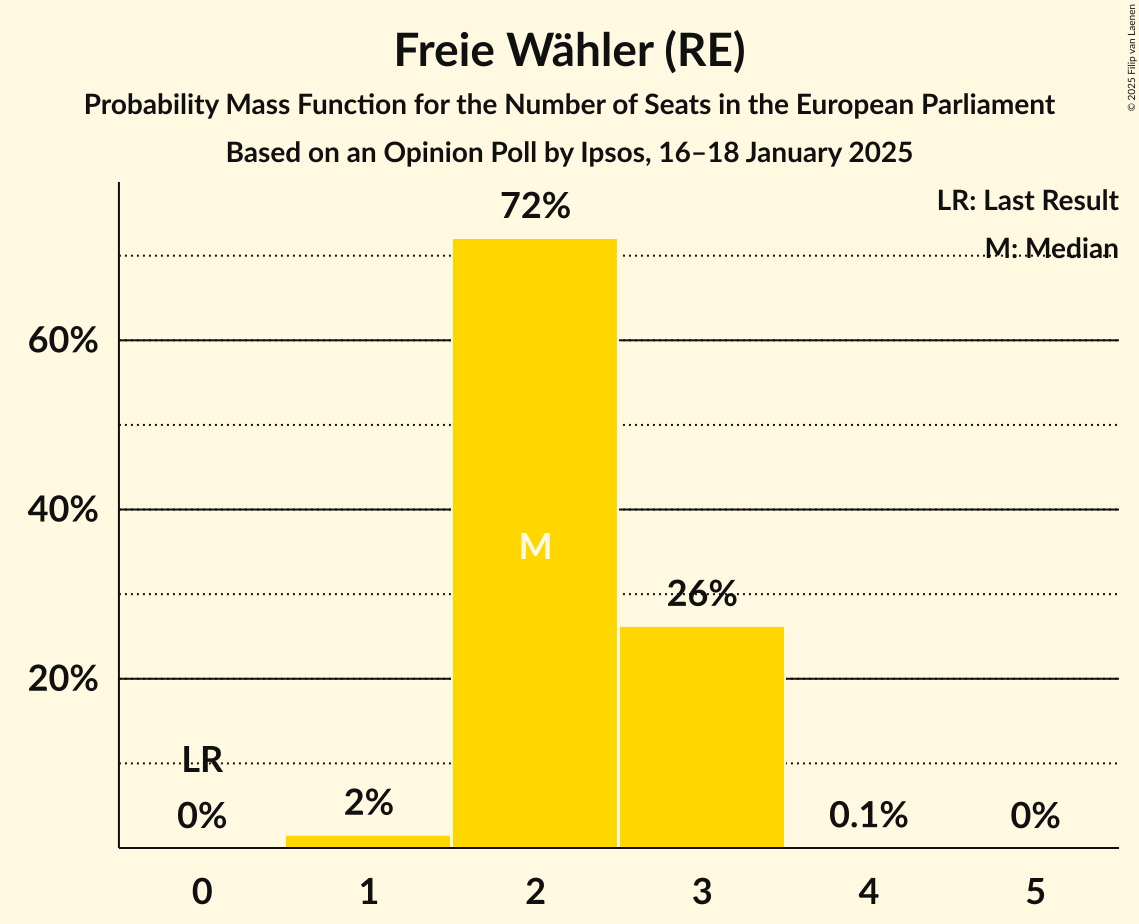 Freie Wähler (RE)
Probability Mass Function for the Number of Seats in the European Parliament
Based on an Opinion Poll by Ipsos, 16–18 January 2025
© 2025 Filip van Laenen
LR: Last Result
M: Median
72%
60%
40%
M
26%
20%
LR
0%
2%
0.1%
0%
0 1 2 3 4 5